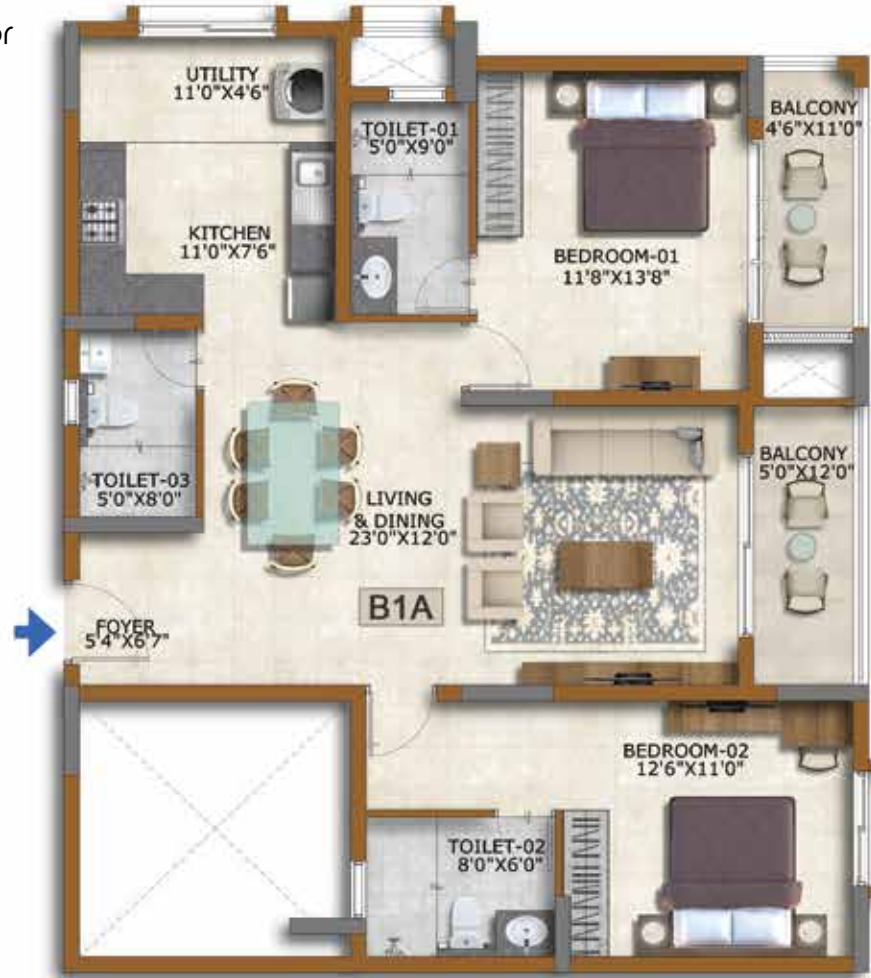 or
UTILITY
11'0"X4'6"
TOILET-01
5'0"X9'0"
BALCONY
4'6"X11'0"
KITCHEN
11'0"X7'6"
BEDROOM-01
11'8"X13'8"
TOILET-03
5'0"X8'0"
LIVING
& DINING
23'0"X12'0"
BALCONY
5'0"X12'0"
B1A
FOYER
5'4"X6'7"
BEDROOM-02
12'6"X11'0"
TOILET-02
8'0"X6'0"